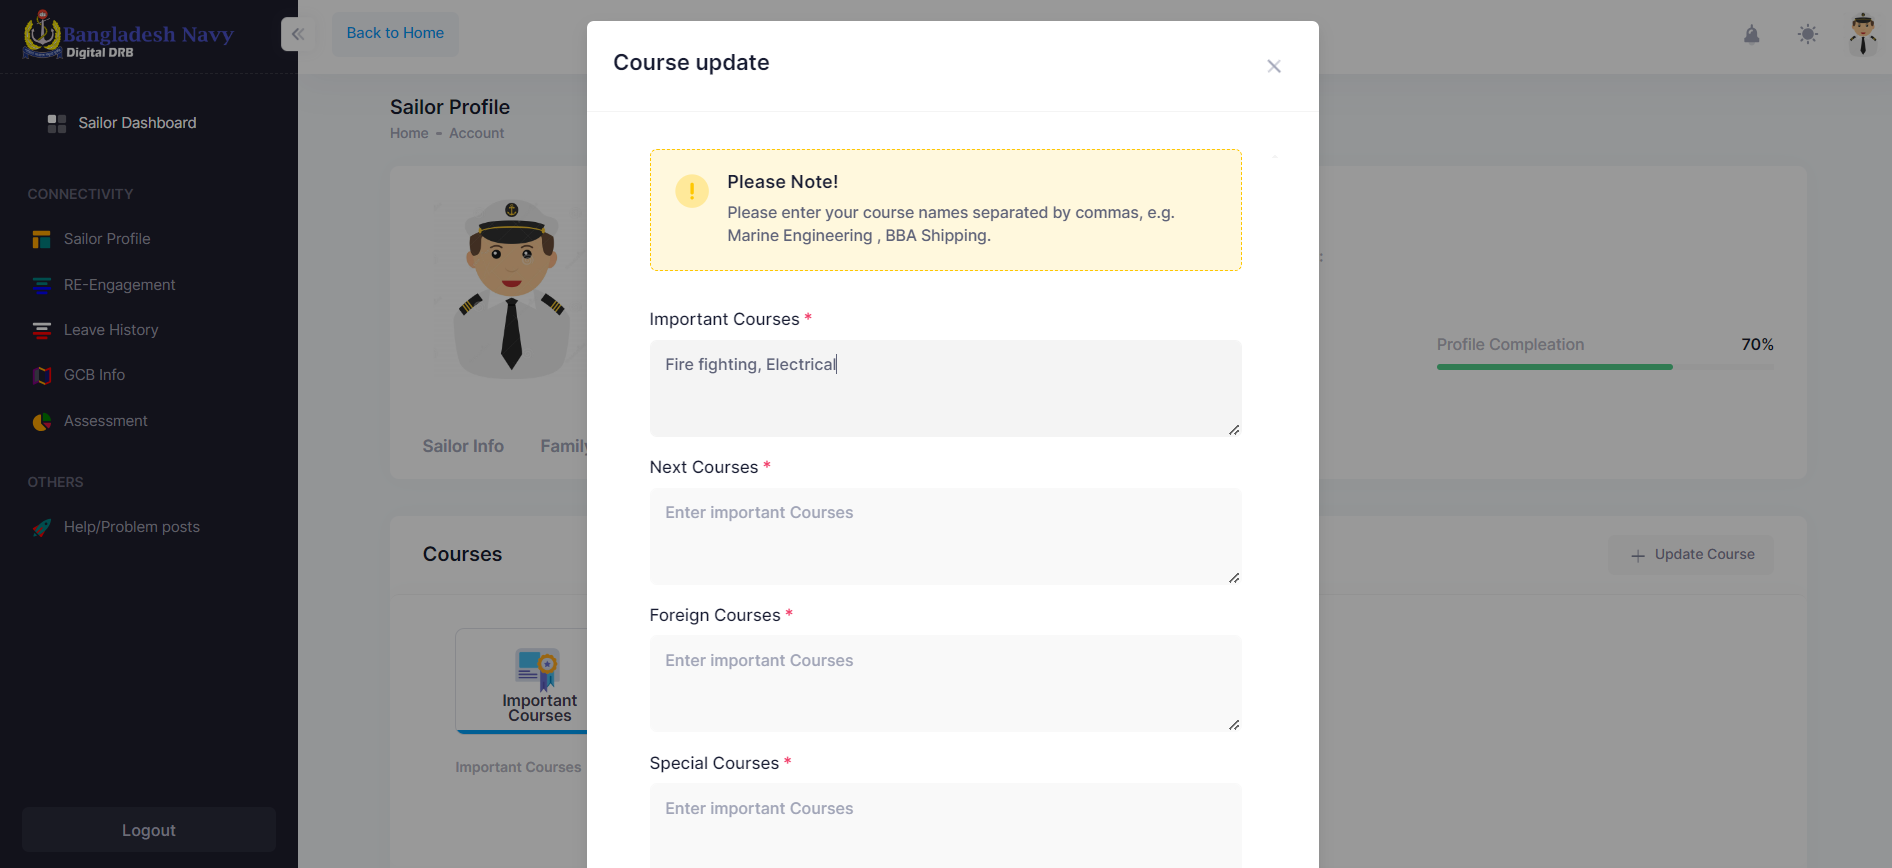 Bangladesh Navy
Digital DRB
Back to Home
Sailor Dashboard
CONNECTIVITY
Sailor Profile
RE-Engagement
Leave History
GCB Info
Assessment
OTHERS
Help/Problem posts
Logout
Sailor Profile
Home - Account
Sailor Info
Family
Profile Compleation 70%
Courses
Update Course
Important
Courses
Important Courses
Course update
Please Note!
Please enter your course names separated by commas, e.g.
Marine Engineering , BBA Shipping.
Important Courses *
Fire fighting, Electrical
Next Courses *
Enter important Courses
Foreign Courses *
Enter important Courses
Special Courses *
Enter important Courses